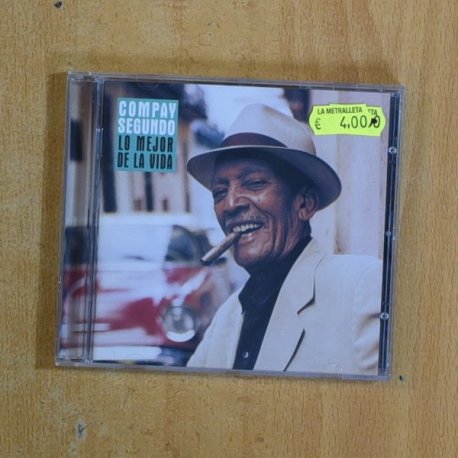 COMPAY
SEGUNDO
LO MEJOR
DE LA VIDA
LA METRALLETA
€ 4,00